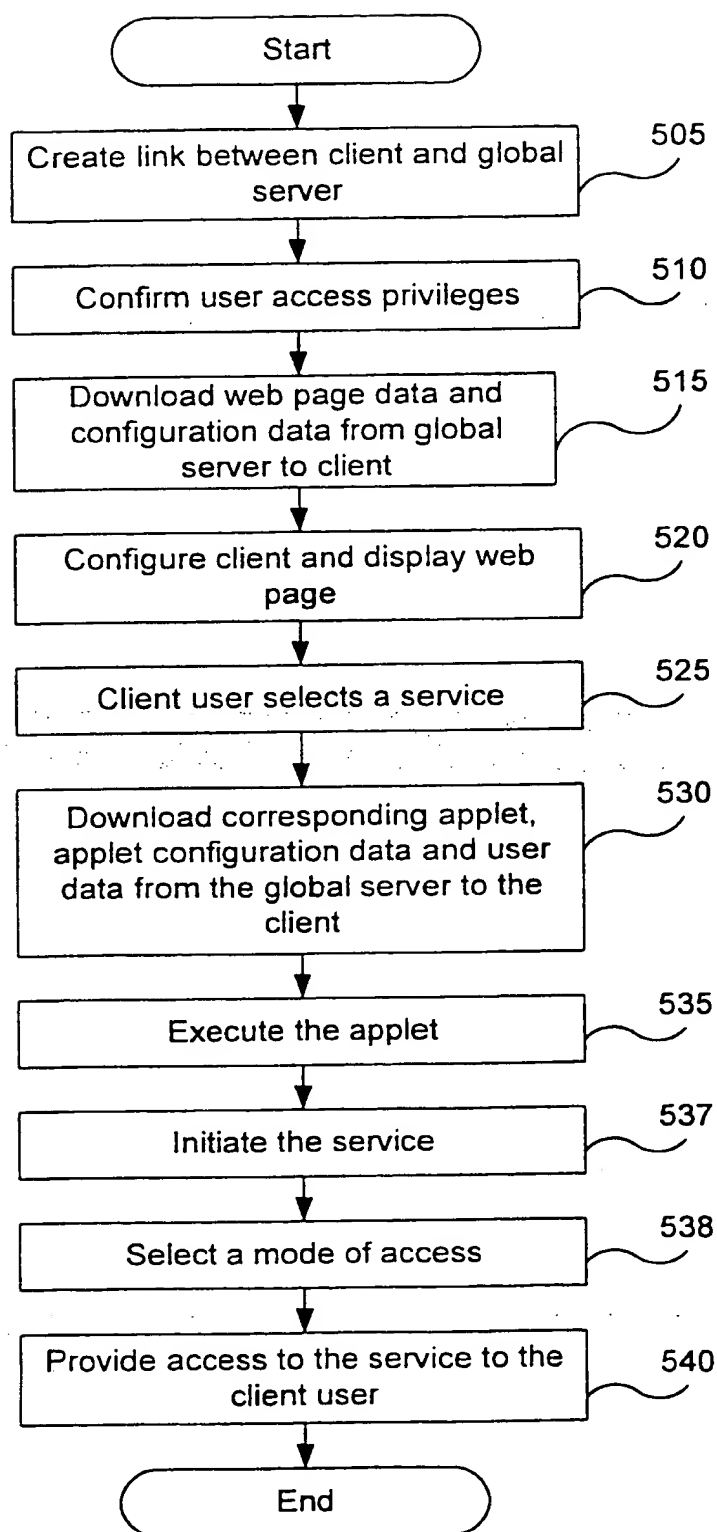 Start
Create link between client and global
server
505
Confirm user access privileges
510
Download web page data and
configuration data from global
server to client
515
Configure client and display web
page
520
Client user selects a service
525
Download corresponding applet,
applet configuration data and user
data from the global server to the
client
530
Execute the applet
535
Initiate the service
537
Select a mode of access
538
Provide access to the service to the
client user
540
End